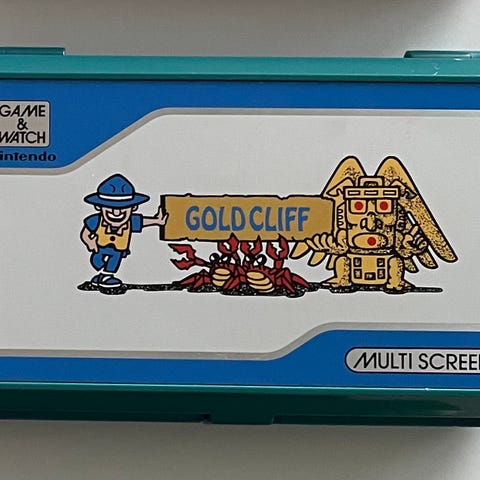 GAME
&
WATCH
Nintendo
GOLD CLIFF
MULTI SCREEN